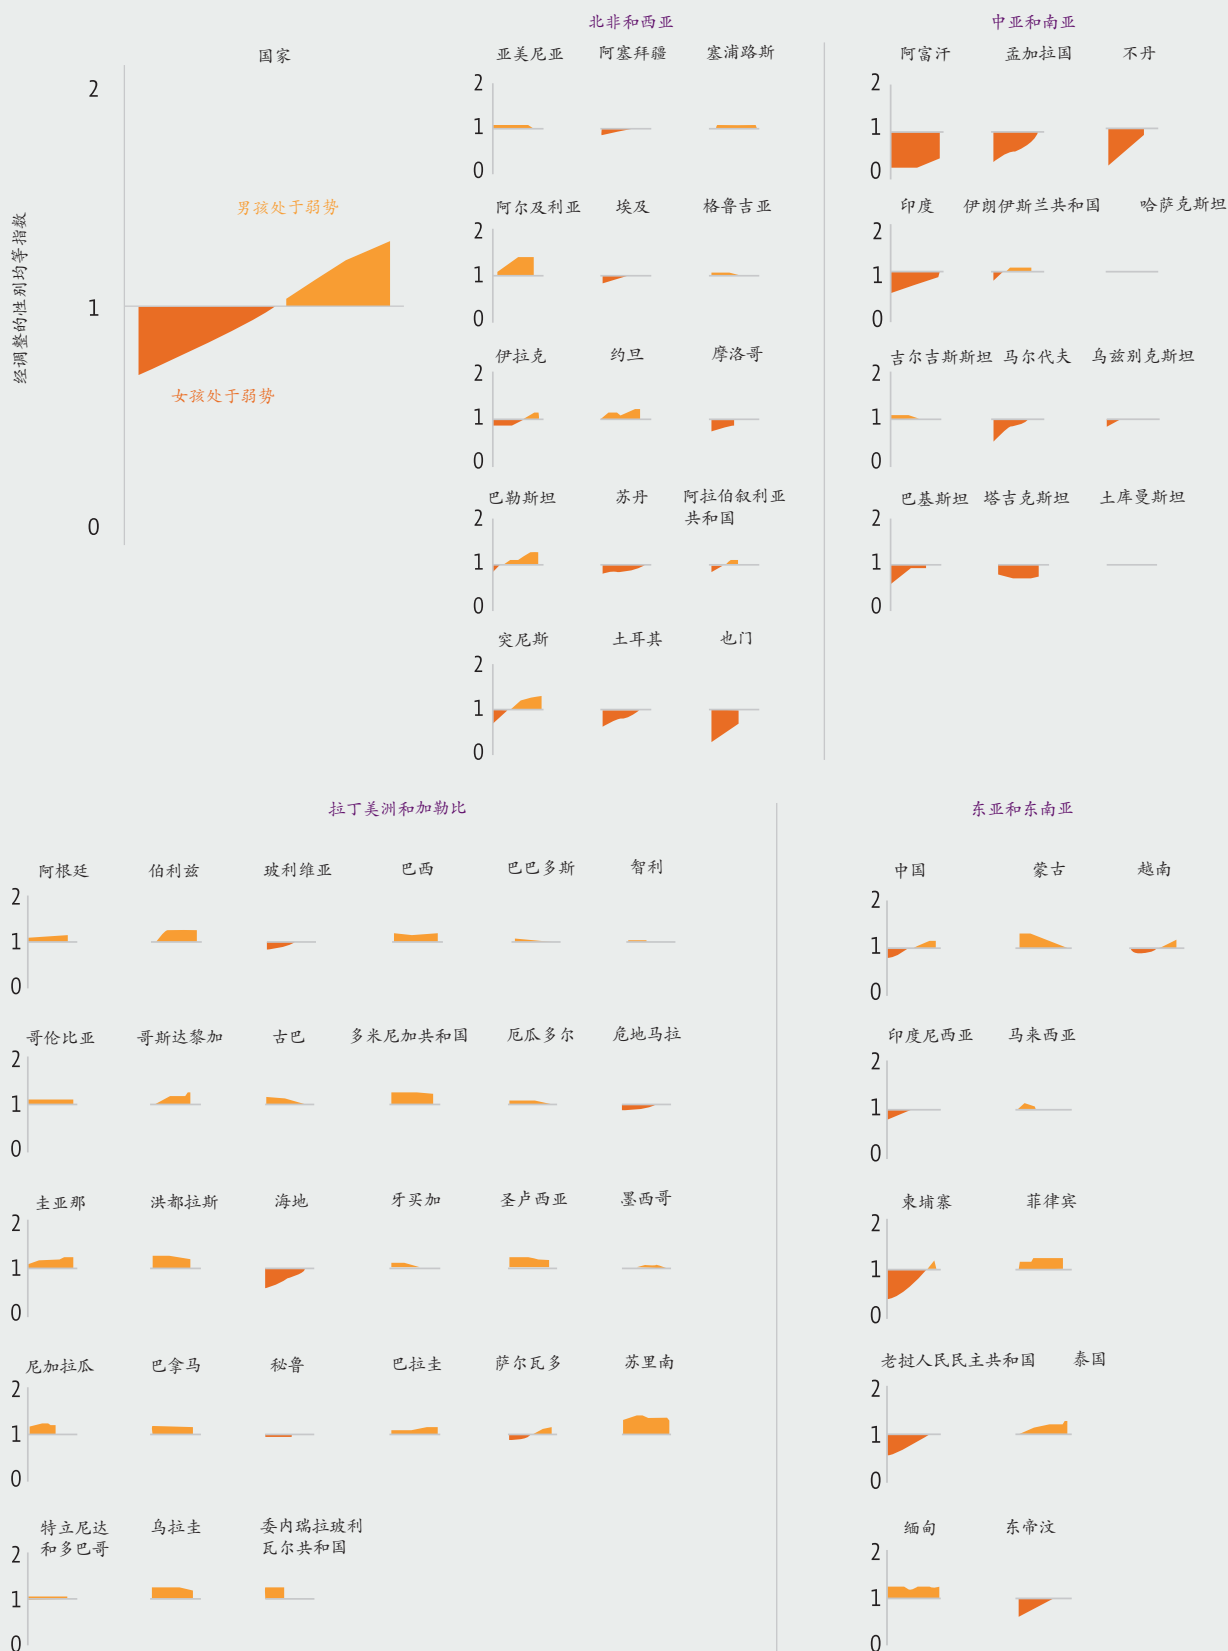 国家
2
1
0
经调整的性别均等指数
男孩处于弱势
女孩处于弱势
北非和西亚
亚美尼亚 阿塞拜疆 塞浦路斯
2
1
0
阿尔及利亚 埃及 格鲁吉亚
2
1
0
伊拉克 约旦 摩洛哥
2
1
0
巴勒斯坦 苏丹 阿拉伯叙利亚
共和国
2
1
0
突尼斯 土耳其 也门
2
1
0
中亚和南亚
阿富汗 孟加拉国 不丹
2
1
0
印度 伊朗伊斯兰共和国 哈萨克斯坦
2
1
0
吉尔吉斯斯坦 马尔代夫 乌兹别克斯坦
2
1
0
巴基斯坦 塔吉克斯坦 土库曼斯坦
2
1
0
拉丁美洲和加勒比
阿根廷 伯利兹 玻利维亚 巴西 巴巴多斯 智利
2
1
0
哥伦比亚 哥斯达黎加 古巴 多米尼加共和国 厄瓜多尔 危地马拉
2
1
0
圭亚那 洪都拉斯 海地 牙买加 圣卢西亚 墨西哥
2
1
0
尼加拉瓜 巴拿马 秘鲁 巴拉圭 萨尔瓦多 苏里南
2
1
0
特立尼达 乌拉圭 委内瑞拉玻利
和多巴哥 瓦尔共和国
2
1
0
东亚和东南亚
中国 蒙古 越南
2
1
0
印度尼西亚 马来西亚
2
1
0
柬埔寨 菲律宾
2
1
0
老挝人民民主共和国 泰国
2
1
0
缅甸 东帝汶
2
1
0